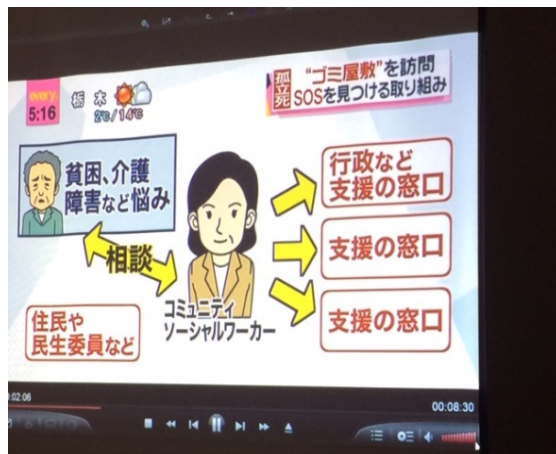 every.
5:16
栃木
2℃/14℃
孤立死
“ゴミ屋敷”を訪問
SOSを見つける取り組み
貧困、介護
障害など悩み
相談
コミュニティ
ソーシャルワーカー
住民や
民生委員など
行政など
支援の窓口
支援の窓口
支援の窓口
:02:06
00:08:30